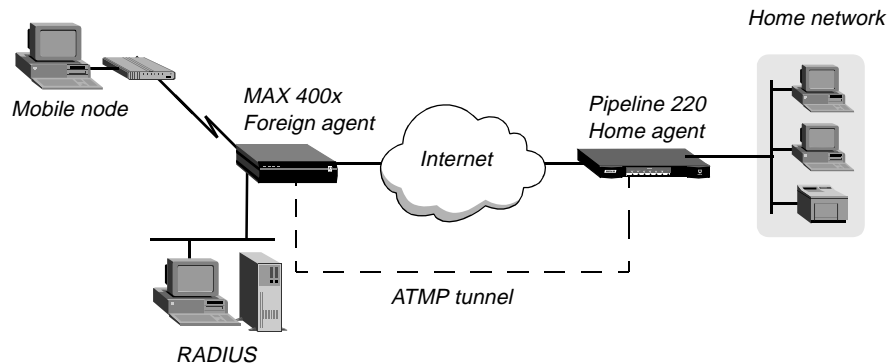 Home network
Mobile node
MAX 400x
Foreign agent
Internet
Pipeline 220
Home agent
ATMP tunnel
RADIUS